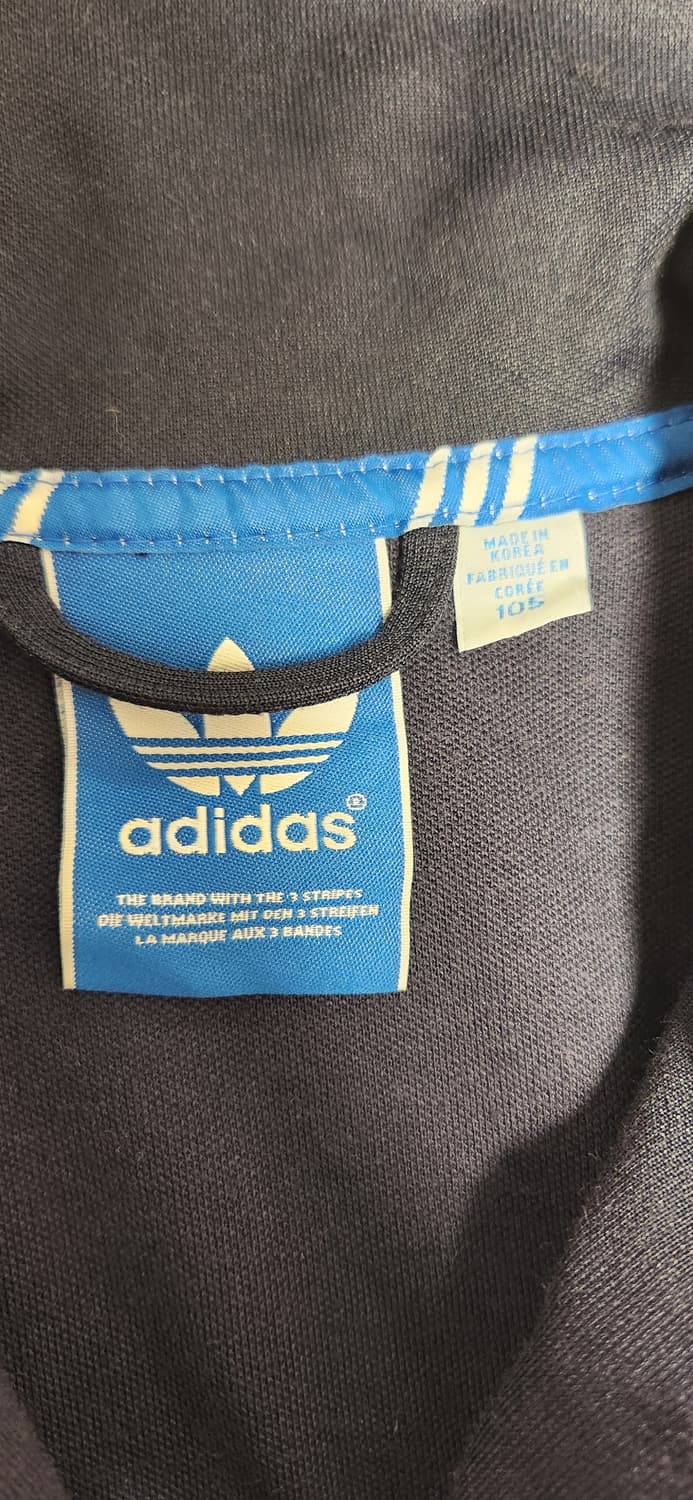 MADE IN
KOREA
FABRIQUÉ EN
CORÉE
105
adidas®
THE BRAND WITH THE 3 STRIPES
DIE WELTMARKE MIT DEN 3 STREIFEN
LA MARQUE AUX 3 BANDES